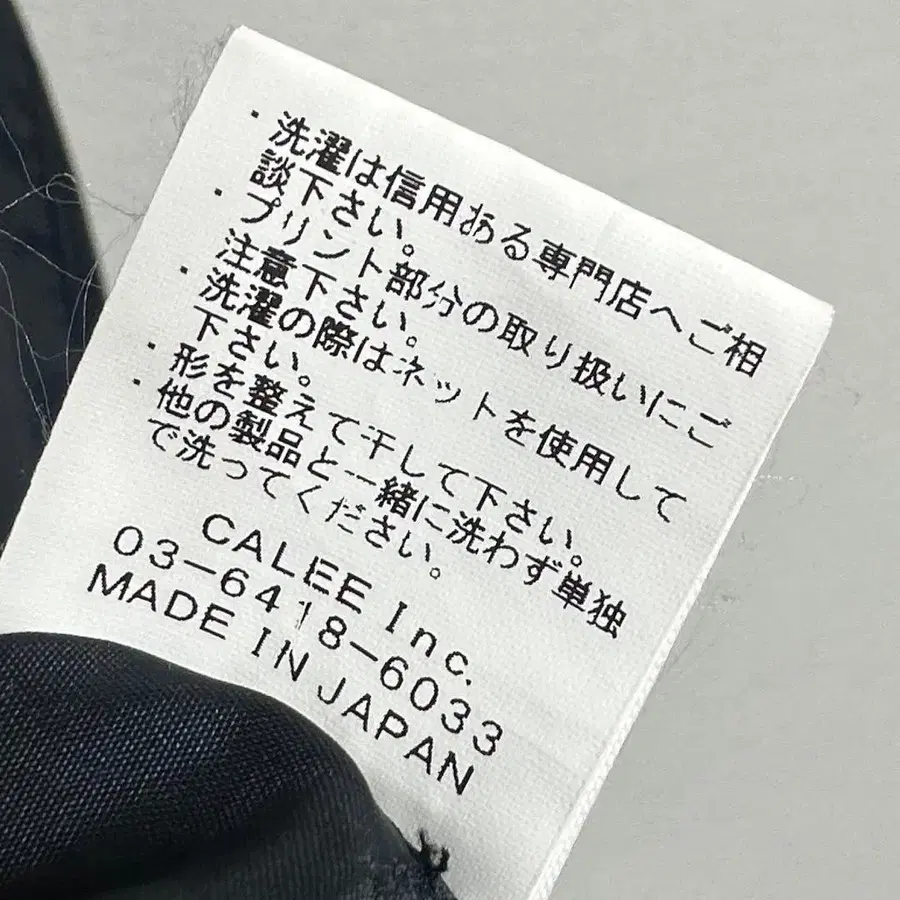 ・洗濯は信用ある専門店へご相
談下さい。
・プリント部分の取り扱いにご
注意下さい。
・洗濯の際はネットを使用して
下さい。
・形を整えて干して下さい。
・他の製品と一緒に洗わず単独
で洗ってください。
CALEE Inc.
03-6418-6033
MADE IN JAPAN